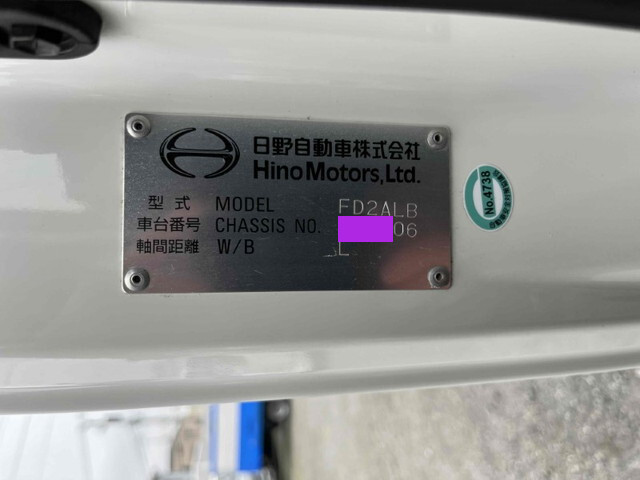 日野自動車株式会社
Hino Motors, Ltd.
型式 MODEL FD2ALB
車台番号 CHASSIS NO. 06
軸間距離 W/B L
No.4738